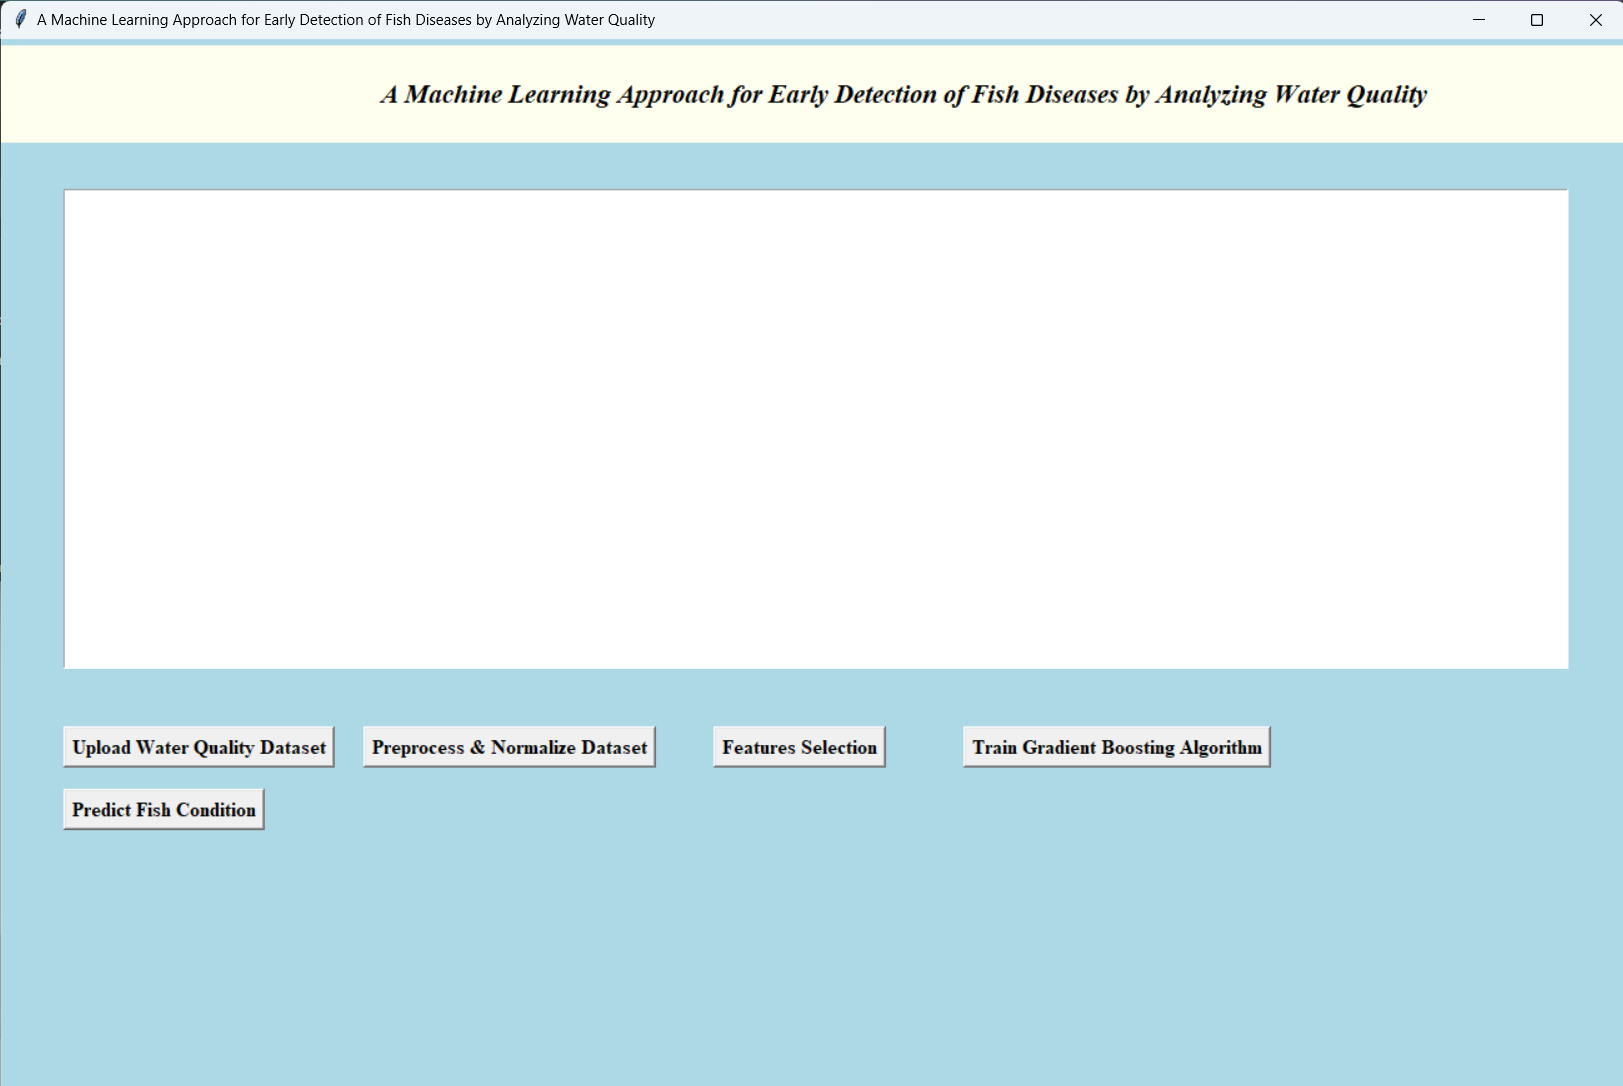 A Machine Learning Approach for Early Detection of Fish Diseases by Analyzing Water Quality
A Machine Learning Approach for Early Detection of Fish Diseases by Analyzing Water Quality
Upload Water Quality Dataset
Preprocess & Normalize Dataset
Features Selection
Train Gradient Boosting Algorithm
Predict Fish Condition